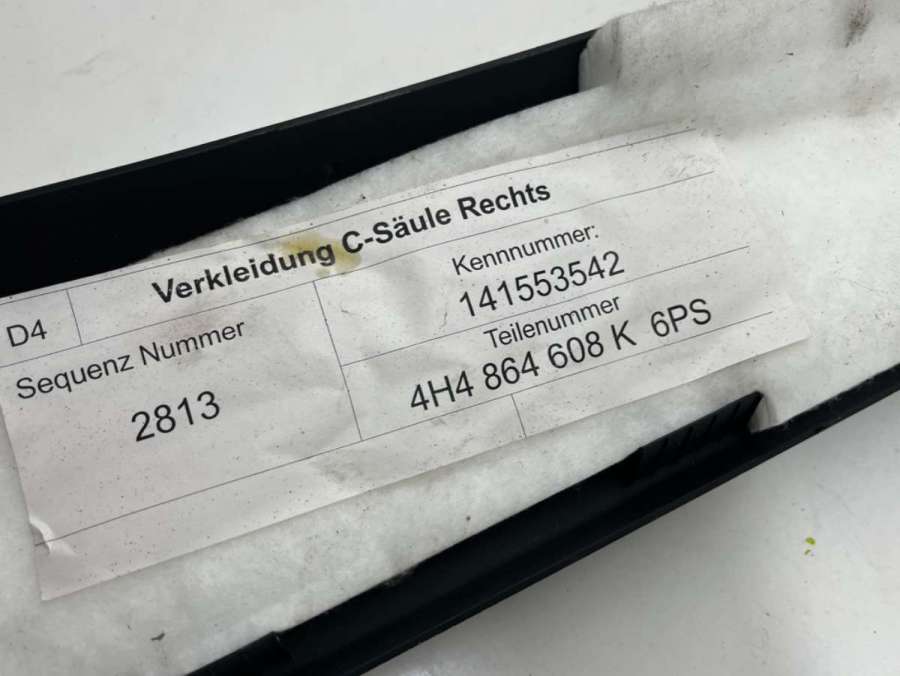 D4
Verkleidung C-Säule Rechts
Sequenz Nummer
2813
Kennnummer:
141553542
Teilenummer
4H4 864 608 K 6PS